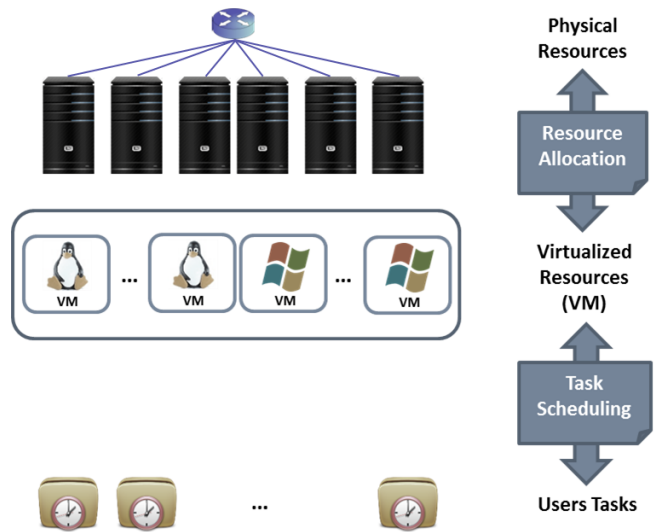 Physical
Resources
Resource
Allocation
VM
...
VM
VM
...
VM
Virtualized
Resources
(VM)
Task
Scheduling
...
Users Tasks